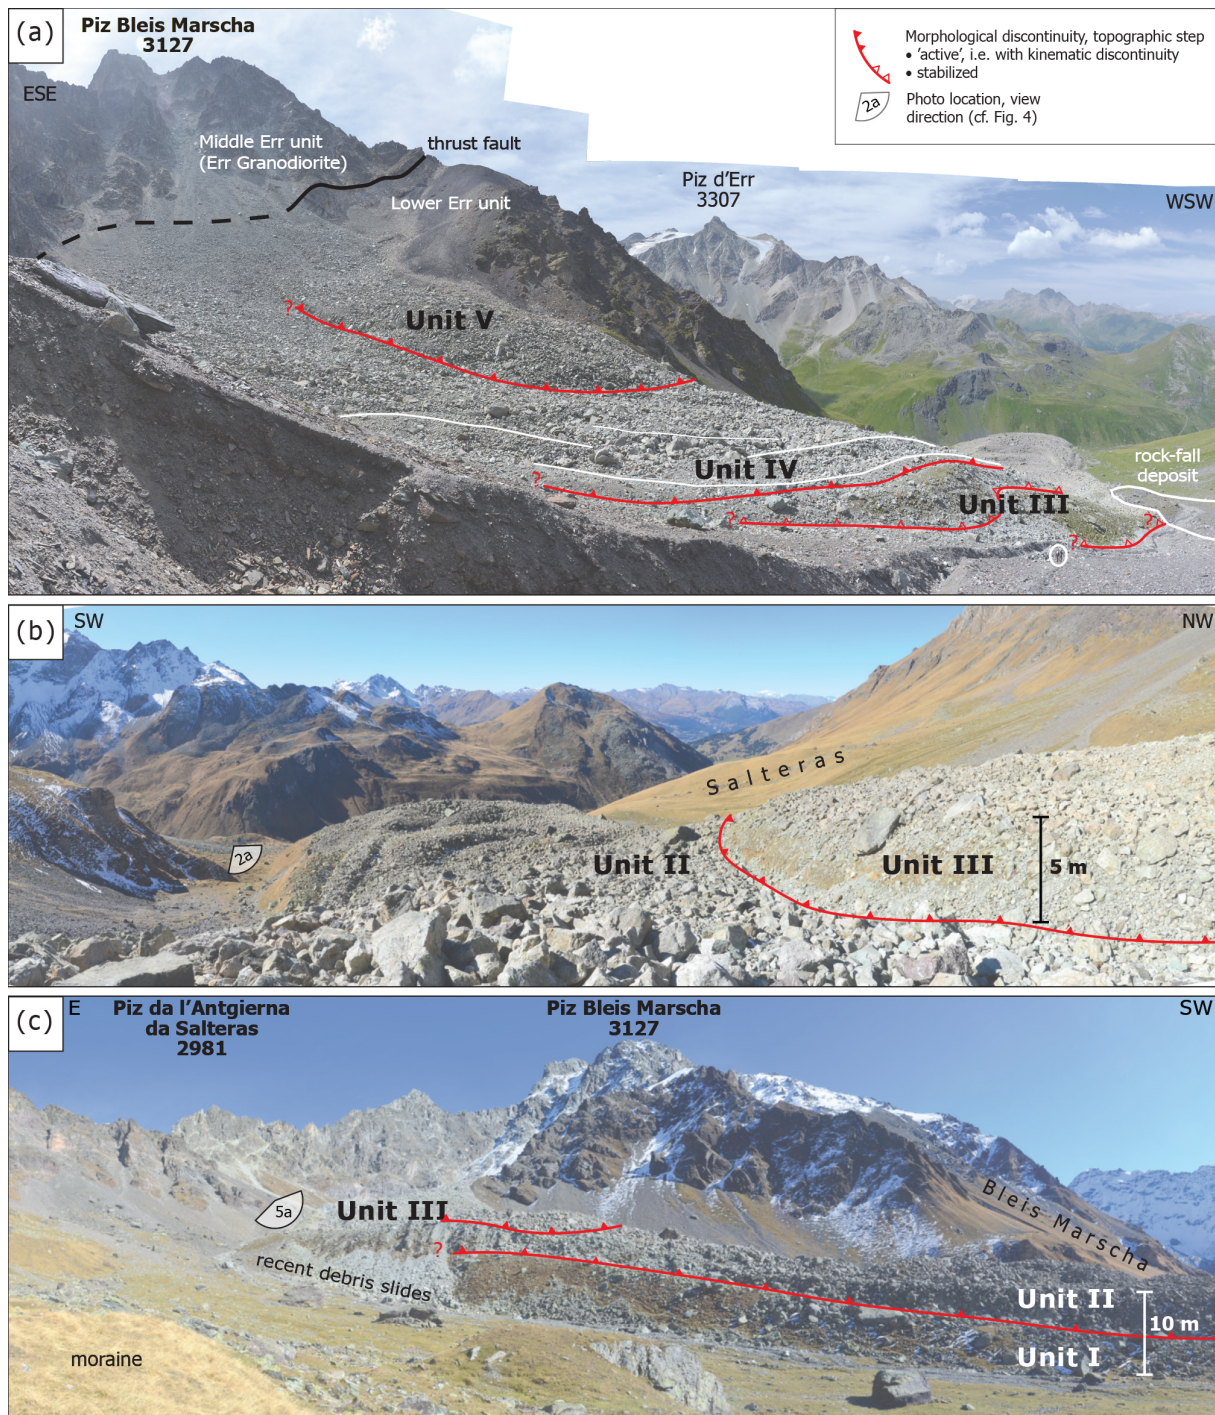 (a)
Piz Bleis Marscha
3127
ESE
Middle Err unit
(Err Granodiorite)
thrust fault
Lower Err unit
Piz d'Err
3307
WSW
Morphological discontinuity, topographic step
• 'active', i.e. with kinematic discontinuity
• stabilized
2a
Photo location, view
direction (cf. Fig. 4)
?
Unit V
?
Unit IV
?
Unit III
rock-fall
deposit
?
(b)
SW
NW
Salteras
2a
Unit II
Unit III
5 m
(c)
E
Piz da l'Antgierna
da Salteras
2981
Piz Bleis Marscha
3127
SW
5a
Unit III
?
recent debris slides
Bleis Marscha
Unit II
10 m
Unit I
moraine